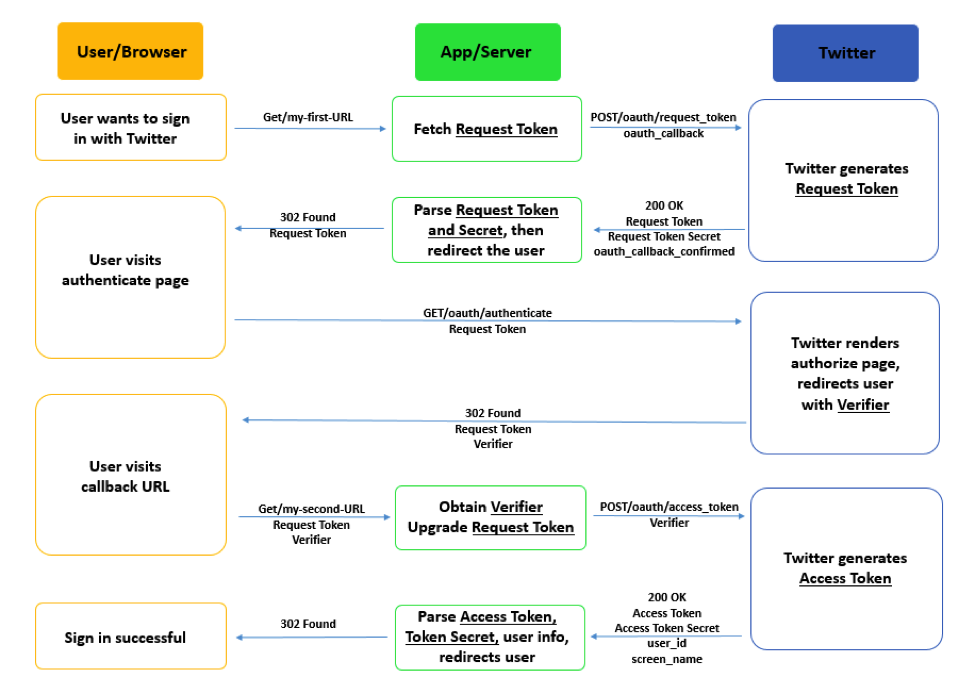 User/Browser
App/Server
Twitter
User wants to sign
in with Twitter
Get/my-first-URL
Fetch Request Token
POST/oauth/request_token
oauth_callback
Twitter generates
Request Token
200 OK
Request Token
Request Token Secret
oauth_callback_confirmed
Parse Request Token
and Secret, then
redirect the user
302 Found
Request Token
User visits
authenticate page
GET/oauth/authenticate
Request Token
Twitter renders
authorize page,
redirects user
with Verifier
302 Found
Request Token
Verifier
User visits
callback URL
Get/my-second-URL
Request Token
Verifier
Obtain Verifier
Upgrade Request Token
POST/oauth/access_token
Verifier
Twitter generates
Access Token
200 OK
Access Token
Access Token Secret
user_id
screen_name
Parse Access Token,
Token Secret, user info,
redirects user
302 Found
Sign in successful